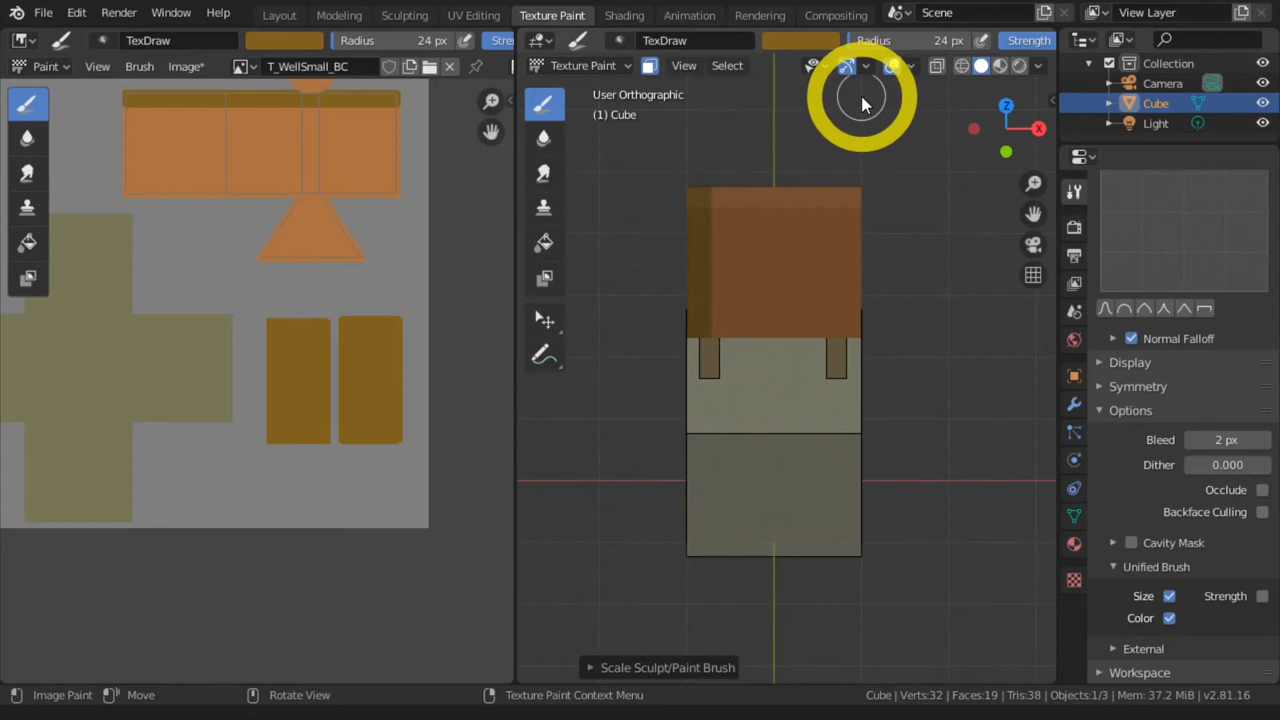 File Edit Render Window Help Layout Modeling Sculpting UV Editing Texture Paint Shading Animation Rendering Compositing Scene View Layer
TexDraw Radius 24 px TexDraw Radius 24 px Strength
Paint View Brush Image* T_WellSmall_BC Texture Paint View Select
Collection
Camera
Cube
Light
User Orthographic
(1) Cube
Z
X
Normal Falloff
Display
Symmetry
Options
Bleed 2 px
Dither 0.000
Occlude
Backface Culling
Cavity Mask
Unified Brush
Size Strength
Color
External
Workspace
Scale Sculpt/Paint Brush
Image Paint Move Rotate View Texture Paint Context Menu Cube | Verts:32 | Faces:19 | Tris:38 | Objects:1/3 | Mem: 37.2 MiB | v2.81.16